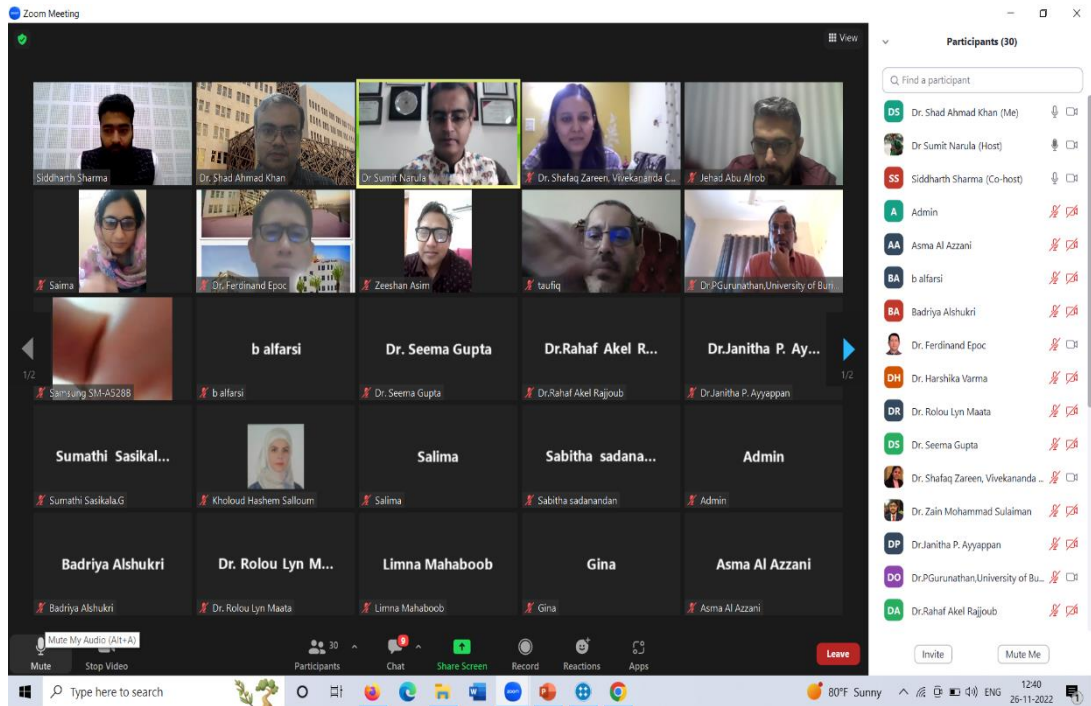 Zoom Meeting
View
Participants (30)
Find a participant
Siddharth Sharma
Dr. Shad Ahmad Khan
Dr Sumit Narula
Dr. Shafaq Zareen, Vivekananda C...
Jehad Abu Alrob
Saima
Dr. Ferdinand Epoc
Zeeshan Asim
taufiq
Dr.PGurunathan,University of Buri...
Samsung SM-A528B
b alfarsi
b alfarsi
Dr. Seema Gupta
Dr. Seema Gupta
Dr.Rahaf Akel R...
Dr.Rahaf Akel Rajjoub
Dr.Janitha P. Ay...
Dr.Janitha P. Ayyappan
1/2
1/2
Sumathi Sasikal...
Sumathi Sasikala.G
Kholoud Hashem Salloum
Salima
Salima
Sabitha sadana...
Sabitha sadanandan
Admin
Admin
Badriya Alshukri
Badriya Alshukri
Dr. Rolou Lyn M...
Dr. Rolou Lyn Maata
Limna Mahaboob
Limna Mahaboob
Gina
Gina
Asma Al Azzani
Asma Al Azzani
DS Dr. Shad Ahmad Khan (Me)
Dr Sumit Narula (Host)
SS Siddharth Sharma (Co-host)
A Admin
AA Asma Al Azzani
BA b alfarsi
BA Badriya Alshukri
Dr. Ferdinand Epoc
DH Dr. Harshika Varma
DR Dr. Rolou Lyn Maata
DS Dr. Seema Gupta
Dr. Shafaq Zareen, Vivekananda ...
Dr. Zain Mohammad Sulaiman
DP Dr.Janitha P. Ayyappan
DO Dr.PGurunathan,University of Bu...
DA Dr.Rahaf Akel Rajjoub
Mute My Audio (Alt+A)
Mute
Stop Video
30
Participants
9
Chat
Share Screen
Record
Reactions
Apps
Leave
Invite
Mute Me
Type here to search
80°F Sunny
ENG
12:40
26-11-2022
1